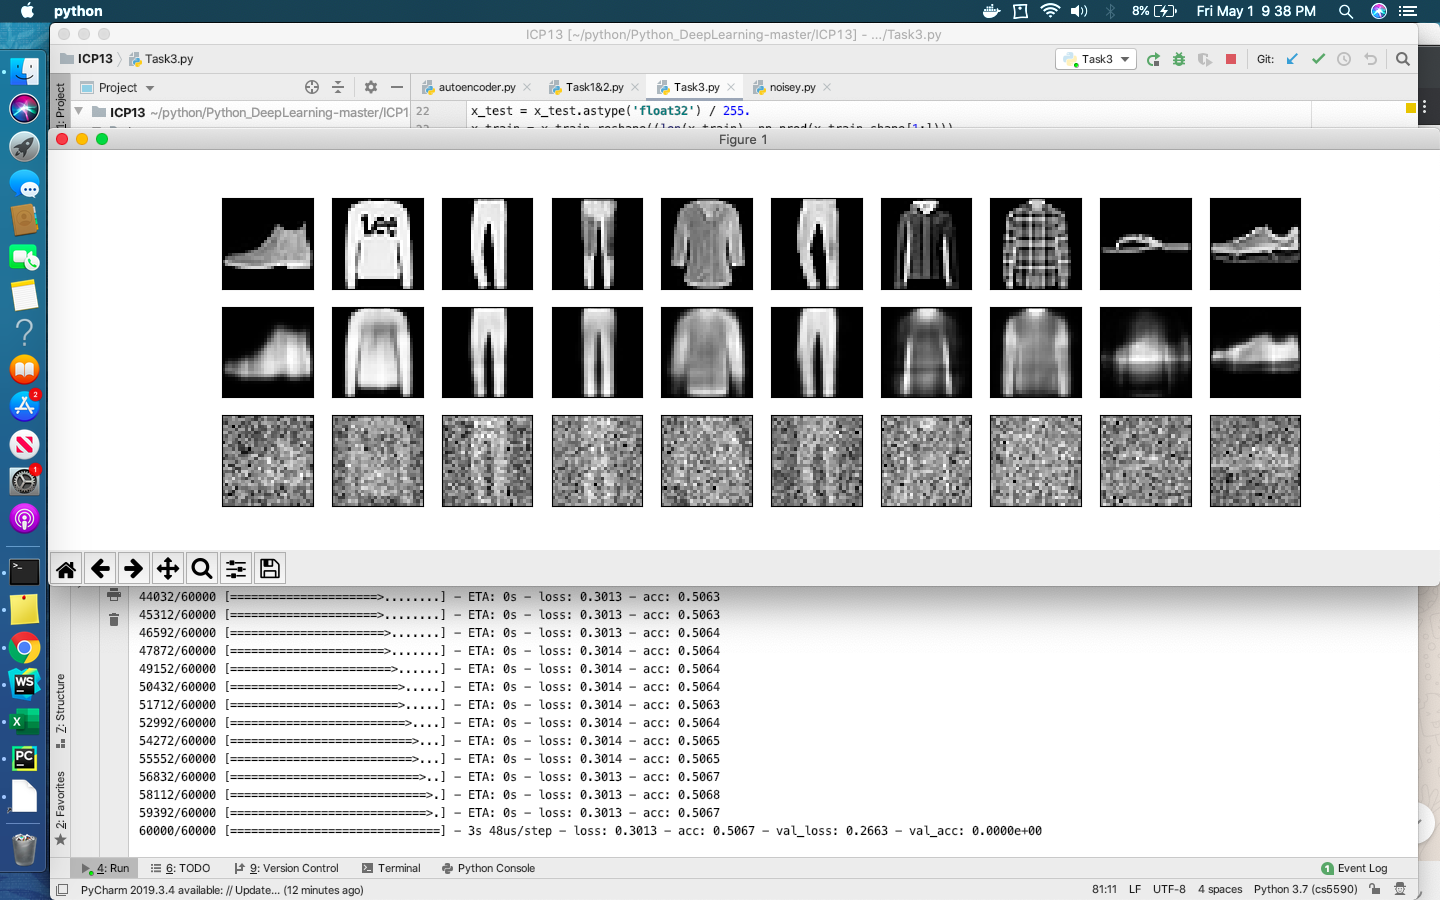 python
8%
Fri May 1 9:38 PM
ICP13 [~/python/Python_DeepLearning-master/ICP13] - .../Task3.py
ICP13
Task3.py
Task3
Git:
1: Project
Project
autoencoder.py
Task1&2.py
Task3.py
noisey.py
ICP13 ~/python/Python_DeepLearning-master/ICP1
22
x_test = x_test.astype('float32') / 255.
Figure 1
Lee
44032/60000 [=====================>........] - ETA: 0s - loss: 0.3013 - acc: 0.5063
45312/60000 [=====================>........] - ETA: 0s - loss: 0.3013 - acc: 0.5063
46592/60000 [======================>.......] - ETA: 0s - loss: 0.3013 - acc: 0.5064
47872/60000 [======================>.......] - ETA: 0s - loss: 0.3014 - acc: 0.5064
49152/60000 [=======================>......] - ETA: 0s - loss: 0.3014 - acc: 0.5064
50432/60000 [========================>.....] - ETA: 0s - loss: 0.3014 - acc: 0.5064
51712/60000 [========================>.....] - ETA: 0s - loss: 0.3014 - acc: 0.5063
52992/60000 [=========================>....] - ETA: 0s - loss: 0.3014 - acc: 0.5064
54272/60000 [==========================>...] - ETA: 0s - loss: 0.3014 - acc: 0.5065
55552/60000 [==========================>...] - ETA: 0s - loss: 0.3014 - acc: 0.5065
56832/60000 [===========================>..] - ETA: 0s - loss: 0.3013 - acc: 0.5067
58112/60000 [============================>.] - ETA: 0s - loss: 0.3013 - acc: 0.5068
59392/60000 [============================>.] - ETA: 0s - loss: 0.3013 - acc: 0.5067
60000/60000 [==============================] - 3s 48us/step - loss: 0.3013 - acc: 0.5067 - val_loss: 0.2663 - val_acc: 0.0000e+00
Z: Structure
2: Favorites
2
1
WS
PC
4: Run
6: TODO
9: Version Control
Terminal
Python Console
1 Event Log
PyCharm 2019.3.4 available: // Update... (12 minutes ago)
81:11
LF
UTF-8
4 spaces
Python 3.7 (cs5590)